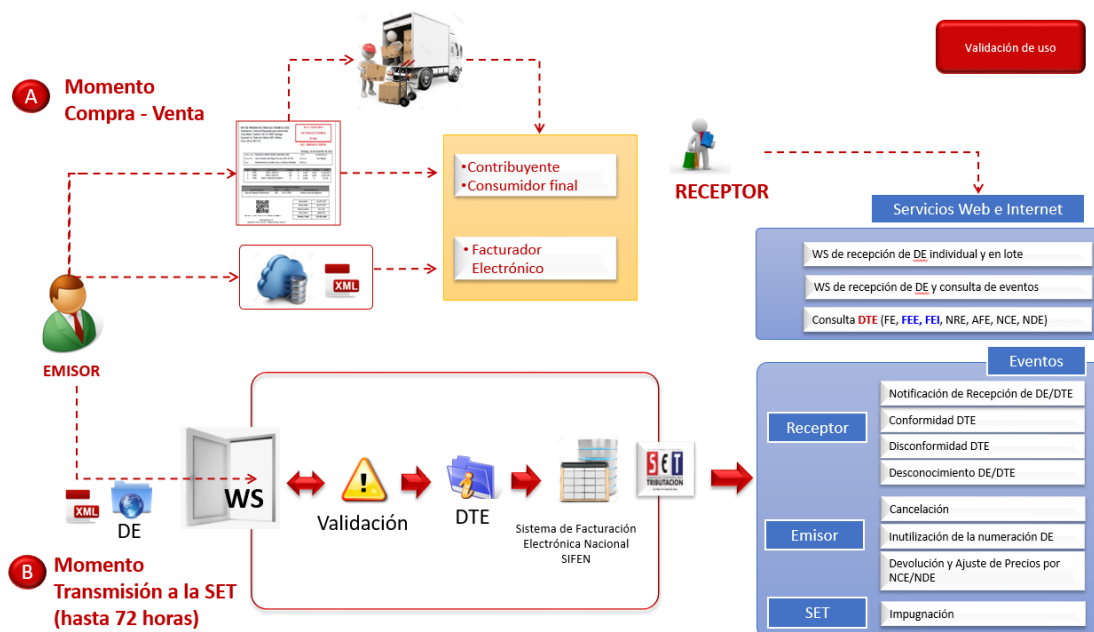 Validación de uso
A
Momento
Compra - Venta
•Contribuyente
•Consumidor final
• Facturador
Electrónico
XML
EMISOR
RECEPTOR
Servicios Web e Internet
WS de recepción de DE individual y en lote
WS de recepción de DE y consulta de eventos
Consulta DTE (FE, FEE, FEI, NRE, AFE, NCE, NDE)
Eventos
Receptor
Notificación de Recepción de DE/DTE
Conformidad DTE
Disconformidad DTE
Desconocimiento DE/DTE
Emisor
Cancelación
Inutilización de la numeración DE
Devolución y Ajuste de Precios por
NCE/NDE
SET
Impugnación
XML
DE
WS
Validación
DTE
Sistema de Facturación
Electrónica Nacional
SIFEN
SET
TRIBUTACION
B
Momento
Transmisión a la SET
(hasta 72 horas)